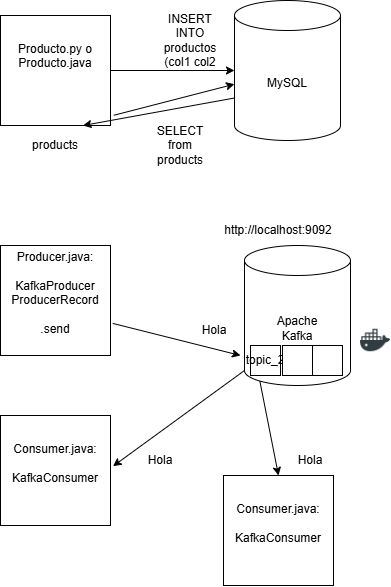 INSERT
INTO
productos
(col1 col2
Producto.py o
Producto.java
MySQL
products
SELECT
from
products
http://localhost:9092
Producer.java:
KafkaProducer
ProducerRecord
.send
Hola
Apache
Kafka
topic_2
Consumer.java:
KafkaConsumer
Hola
Hola
Consumer.java:
KafkaConsumer